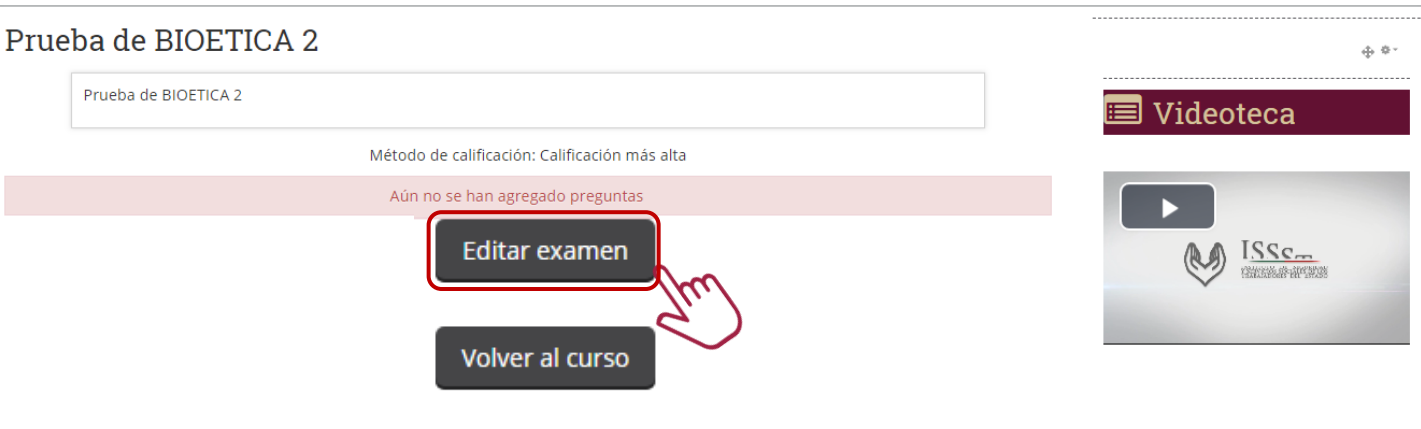 Prueba de BIOETICA 2
Prueba de BIOETICA 2
Método de calificación: Calificación más alta
Aún no se han agregado preguntas
Editar examen
Volver al curso
Videoteca